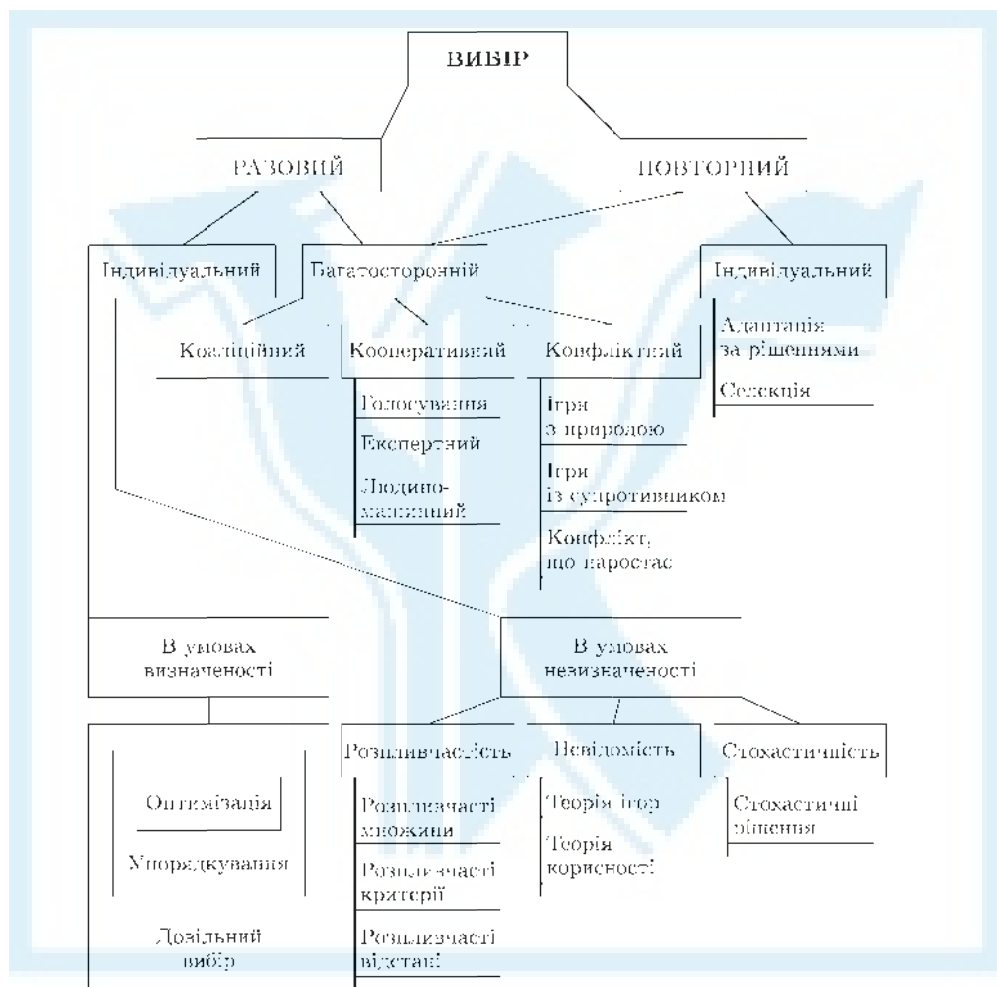 ВИБІР
РАЗОВИЙ
ПОВТОРНИЙ
Індивідуальний
Багатосторонній
Індивідуальний
Адаптація
за рішеннями
Селекція
Коаліційний
Кооперативний
Конфліктний
Голосування
Експертний
Людино-
машинний
Ігри
з природою
Ігри
із супротивником
Конфлікт,
що наростає
В умовах
визначеності
В умовах
невизначеності
Розпливчастість
Невідомість
Стохастичність
Оптимізація
Упорядкування
Довільний
вибір
Розпливчасті
множини
Розпливчасті
критерії
Розпливчасті
відстані
Теорія ігор
Теорія
корисності
Стохастичні
рішення